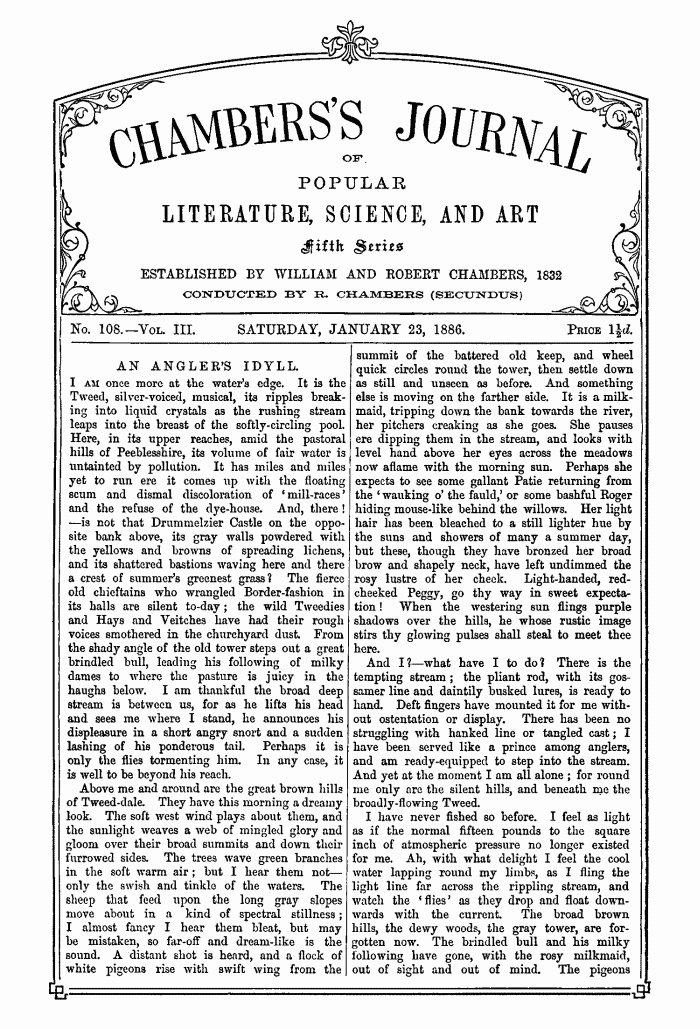 CHAMBERS'S JOURNAL
OF
POPULAR
LITERATURE, SCIENCE, AND ART
Fifth Series
ESTABLISHED BY WILLIAM AND ROBERT CHAMBERS, 1832
CONDUCTED BY R. CHAMBERS (SECUNDUS)
No. 108.—Vol. III. SATURDAY, JANUARY 23, 1886. Price 1½d.
AN ANGLER'S IDYLL.
I AM once more at the water's edge. It is the
Tweed, silver-voiced, musical, its ripples break-
ing into liquid crystals as the rushing stream
leaps into the breast of the softly-circling pool.
Here, in its upper reaches, amid the pastoral
hills of Peeblesshire, its volume of fair water is
untainted by pollution. It has miles and miles
yet to run ere it comes up with the floating
scum and dismal discoloration of 'mill-races'
and the refuse of the dye-house. And, there!
—is not that Drummelzier Castle on the oppo-
site bank above, its gray walls powdered with
the yellows and browns of spreading lichens,
and its shattered bastions waving here and there
a crest of summer's greenest grass? The fierce
old chieftains who wrangled Border-fashion in
its halls are silent to-day; the wild Tweedies
and Hays and Veitches have had their rough
voices smothered in the churchyard dust. From
the shady angle of the old tower steps out a great
brindled bull, leading his following of milky
dames to where the pasture is juicy in the
haughs below. I am thankful the broad deep
stream is between us, for as he lifts his head
and sees me where I stand, he announces his
displeasure in a short angry snort and a sudden
lashing of his ponderous tail. Perhaps it is
only the flies tormenting him. In any case, it
is well to be beyond his reach.
Above me and around are the great brown hills
of Tweed-dale. They have this morning a dreamy
look. The soft west wind plays about them, and
the sunlight weaves a web of mingled glory and
gloom over their broad summits and down their
furrowed sides. The trees wave green branches
in the soft warm air; but I hear them not—
only the swish and tinkle of the waters. The
sheep that feed upon the long gray slopes
move about in a kind of spectral stillness;
I almost fancy I hear them bleat, but may
be mistaken, so far-off and dream-like is the
sound. A distant shot is heard, and a flock of
white pigeons rise with swift wing from the
summit of the battered old keep, and wheel
quick circles round the tower, then settle down
as still and unseen as before. And something
else is moving on the farther side. It is a milk-
maid, tripping down the bank towards the river,
her pitchers creaking as she goes. She pauses
ere dipping them in the stream, and looks with
level hand above her eyes across the meadows
now aflame with the morning sun. Perhaps she
expects to see some gallant Patie returning from
the 'wauking o' the fauld,' or some bashful Roger
hiding mouse-like behind the willows. Her light
hair has been bleached to a still lighter hue by
the suns and showers of many a summer day,
but these, though they have bronzed her broad
brow and shapely neck, have left undimmed the
rosy lustre of her cheek. Light-handed, red-
cheeked Peggy, go thy way in sweet expecta-
tion! When the westering sun flings purple
shadows over the hills, he whose rustic image
stirs thy glowing pulses shall steal to meet thee
here.
And I?—what have I to do? There is the
tempting stream; the pliant rod, with its gos-
samer line and daintily busked lures, is ready to
hand. Deft fingers have mounted it for me with-
out ostentation or display. There has been no
struggling with hanked line or tangled cast; I
have been served like a prince among anglers,
and am ready-equipped to step into the stream.
And yet at the moment I am all alone; for round
me only are the silent hills, and beneath me the
broadly-flowing Tweed.
I have never fished so before. I feel as light
as if the normal fifteen pounds to the square
inch of atmospheric pressure no longer existed
for me. Ah, with what delight I feel the cool
water lapping round my limbs, as I fling the
light line far across the rippling stream, and
watch the 'flies' as they drop and float down-
wards with the current. The broad brown
hills, the dewy woods, the gray tower, are for-
gotten now. The brindled bull and his milky
following have gone, with the rosy milkmaid,
out of sight and out of mind. The pigeons